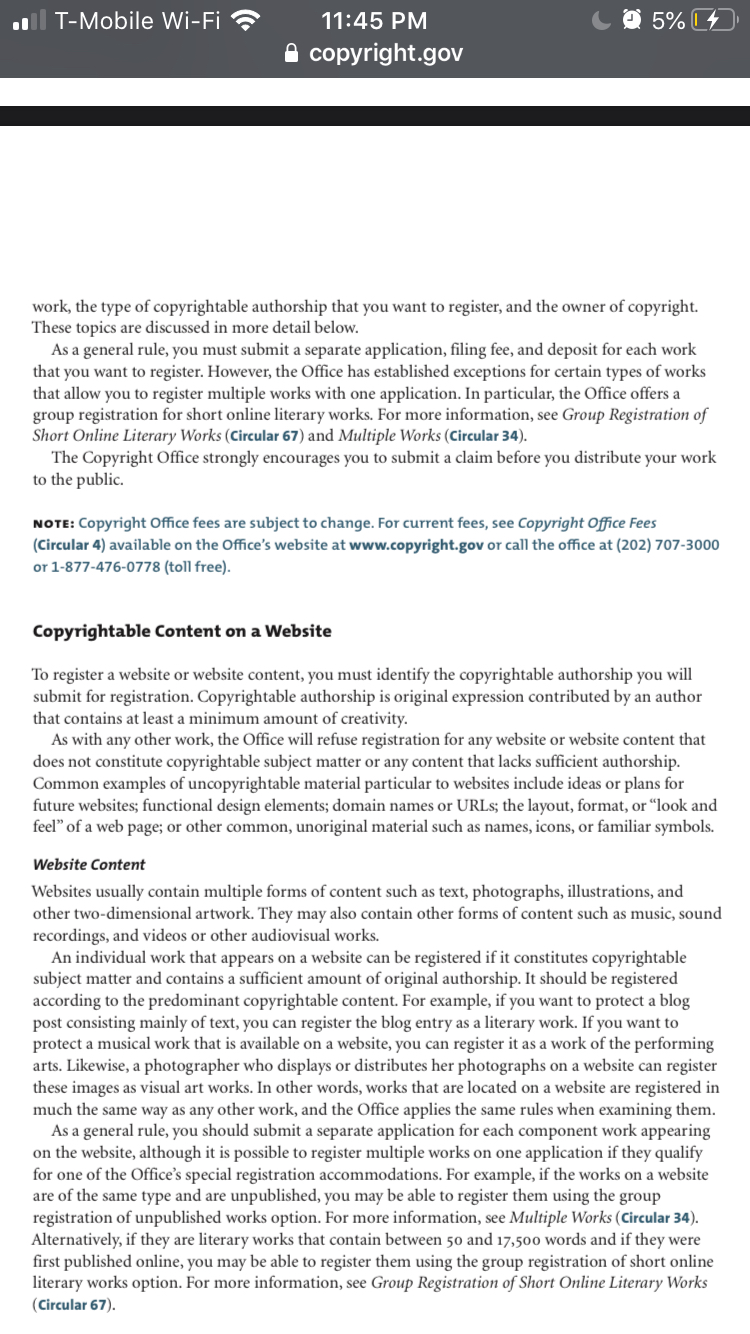 T-Mobile Wi-Fi 11:45 PM 5%
copyright.gov
work, the type of copyrightable authorship that you want to register, and the owner of copyright.
These topics are discussed in more detail below.
As a general rule, you must submit a separate application, filing fee, and deposit for each work
that you want to register. However, the Office has established exceptions for certain types of works
that allow you to register multiple works with one application. In particular, the Office offers a
group registration for short online literary works. For more information, see Group Registration of
Short Online Literary Works (Circular 67) and Multiple Works (Circular 34).
The Copyright Office strongly encourages you to submit a claim before you distribute your work
to the public.
NOTE: Copyright Office fees are subject to change. For current fees, see Copyright Office Fees
(Circular 4) available on the Office's website at www.copyright.gov or call the office at (202) 707-3000
or 1-877-476-0778 (toll free).
Copyrightable Content on a Website
To register a website or website content, you must identify the copyrightable authorship you will
submit for registration. Copyrightable authorship is original expression contributed by an author
that contains at least a minimum amount of creativity.
As with any other work, the Office will refuse registration for any website or website content that
does not constitute copyrightable subject matter or any content that lacks sufficient authorship.
Common examples of uncopyrightable material particular to websites include ideas or plans for
future websites; functional design elements; domain names or URLs; the layout, format, or “look and
feel” of a web page; or other common, unoriginal material such as names, icons, or familiar symbols.
Website Content
Websites usually contain multiple forms of content such as text, photographs, illustrations, and
other two-dimensional artwork. They may also contain other forms of content such as music, sound
recordings, and videos or other audiovisual works.
An individual work that appears on a website can be registered if it constitutes copyrightable
subject matter and contains a sufficient amount of original authorship. It should be registered
according to the predominant copyrightable content. For example, if you want to protect a blog
post consisting mainly of text, you can register the blog entry as a literary work. If you want to
protect a musical work that is available on a website, you can register it as a work of the performing
arts. Likewise, a photographer who displays or distributes her photographs on a website can register
these images as visual art works. In other words, works that are located on a website are registered in
much the same way as any other work, and the Office applies the same rules when examining them.
As a general rule, you should submit a separate application for each component work appearing
on the website, although it is possible to register multiple works on one application if they qualify
for one of the Office's special registration accommodations. For example, if the works on a website
are of the same type and are unpublished, you may be able to register them using the group
registration of unpublished works option. For more information, see Multiple Works (Circular 34).
Alternatively, if they are literary works that contain between 50 and 17,500 words and if they were
first published online, you may be able to register them using the group registration of short online
literary works option. For more information, see Group Registration of Short Online Literary Works
(Circular 67).